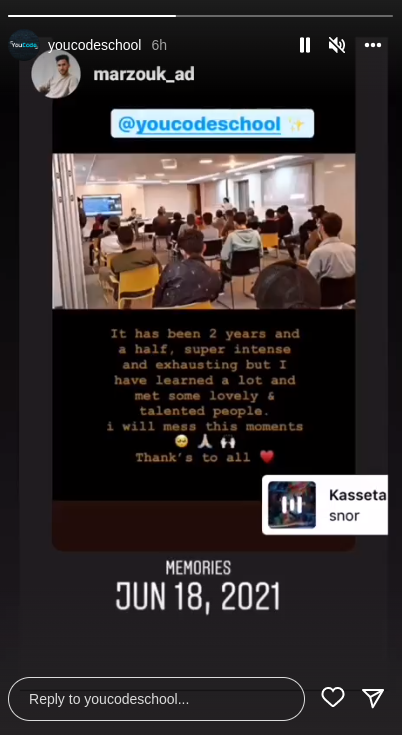 youcodeschool 6h
marzouk_ad
@youcodeschool
It has been 2 years and
a half, super intense
and exhausting but I
have learned a lot and
met some lovely &
talented people.
i will mess this moments
🥺 🙏🏻 🙌🏻
Thank's to all ❤️
Kasseta
snor
MEMORIES
JUN 18, 2021
Reply to youcodeschool...